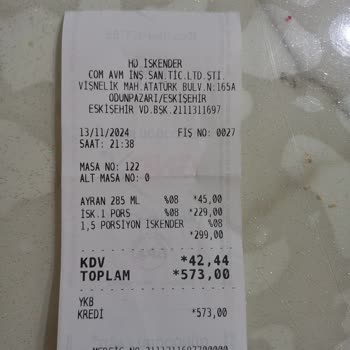 HD.İSKENDER
COM AVM İNŞ SAN.TİC.LTD.ŞTİ.
VİŞNELİK MAH.ATATÜRK BULV.N:165A
ODUNPAZARI/ESKİŞEHİR
ESKİŞEHİR VD.BŞK.2111311697
13/11/2024 FİŞ NO: 0027
SAAT: 21:38
MASA NO: 122
ALT MASA NO: 0
AYRAN 285 ML %08 *45,00
İSK.1 PORS %08 *229,00
1,5 PORSİYON İSKENDER %08
*299,00
KDV *42,44
TOPLAM *573,00
YKB
KREDİ *573,00